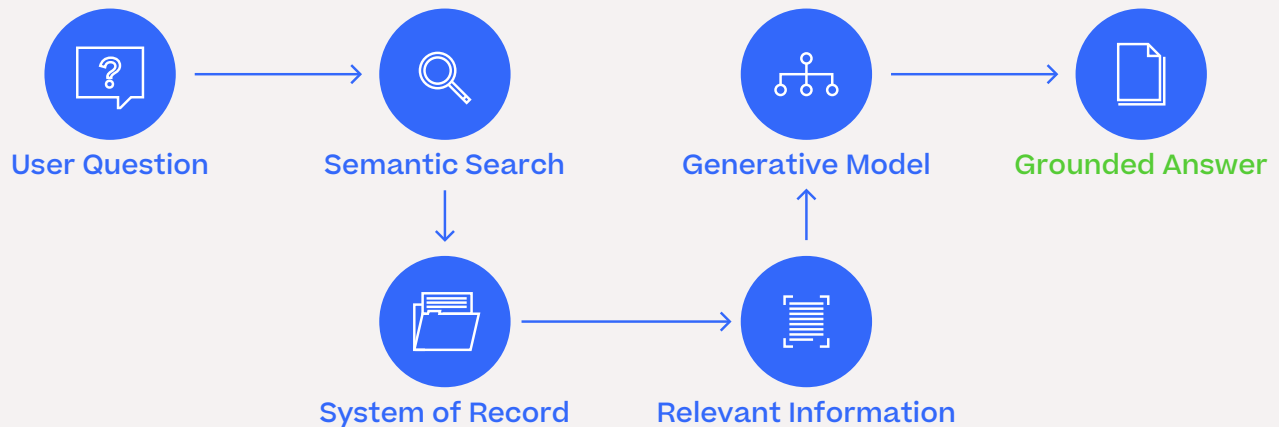 ?
User Question
Semantic Search
Generative Model
Grounded Answer
System of Record
Relevant Information